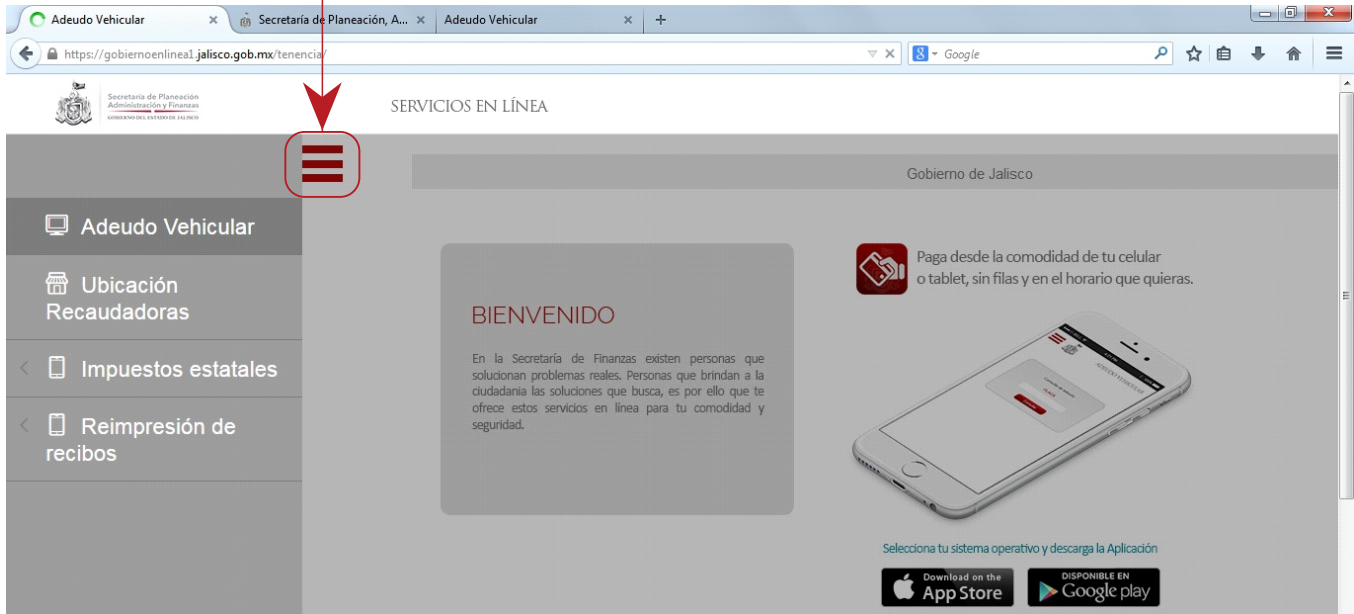 Adeudo Vehicular
Secretaría de Planeación, A...
Adeudo Vehicular
https://gobiernoenlinea1.jalisco.gob.mx/tenencia/
Google
Secretaría de Planeación
Administración y Finanzas
GOBIERNO DEL ESTADO DE JALISCO
SERVICIOS EN LÍNEA
Gobierno de Jalisco
Adeudo Vehicular
Ubicación
Recaudadoras
Impuestos estatales
Reimpresión de
recibos
BIENVENIDO
En la Secretaría de Finanzas existen personas que
solucionan problemas reales. Personas que brindan a la
ciudadania las soluciones que busca, es por ello que te
ofrece estos servicios en línea para tu comodidad y
seguridad.
Paga desde la comodidad de tu celular
o tablet, sin filas y en el horario que quieras.
ADEUDO VEHICULAR
Selecciona tu sistema operativo y descarga la Aplicación
Download on the
App Store
DISPONIBLE EN
Google play